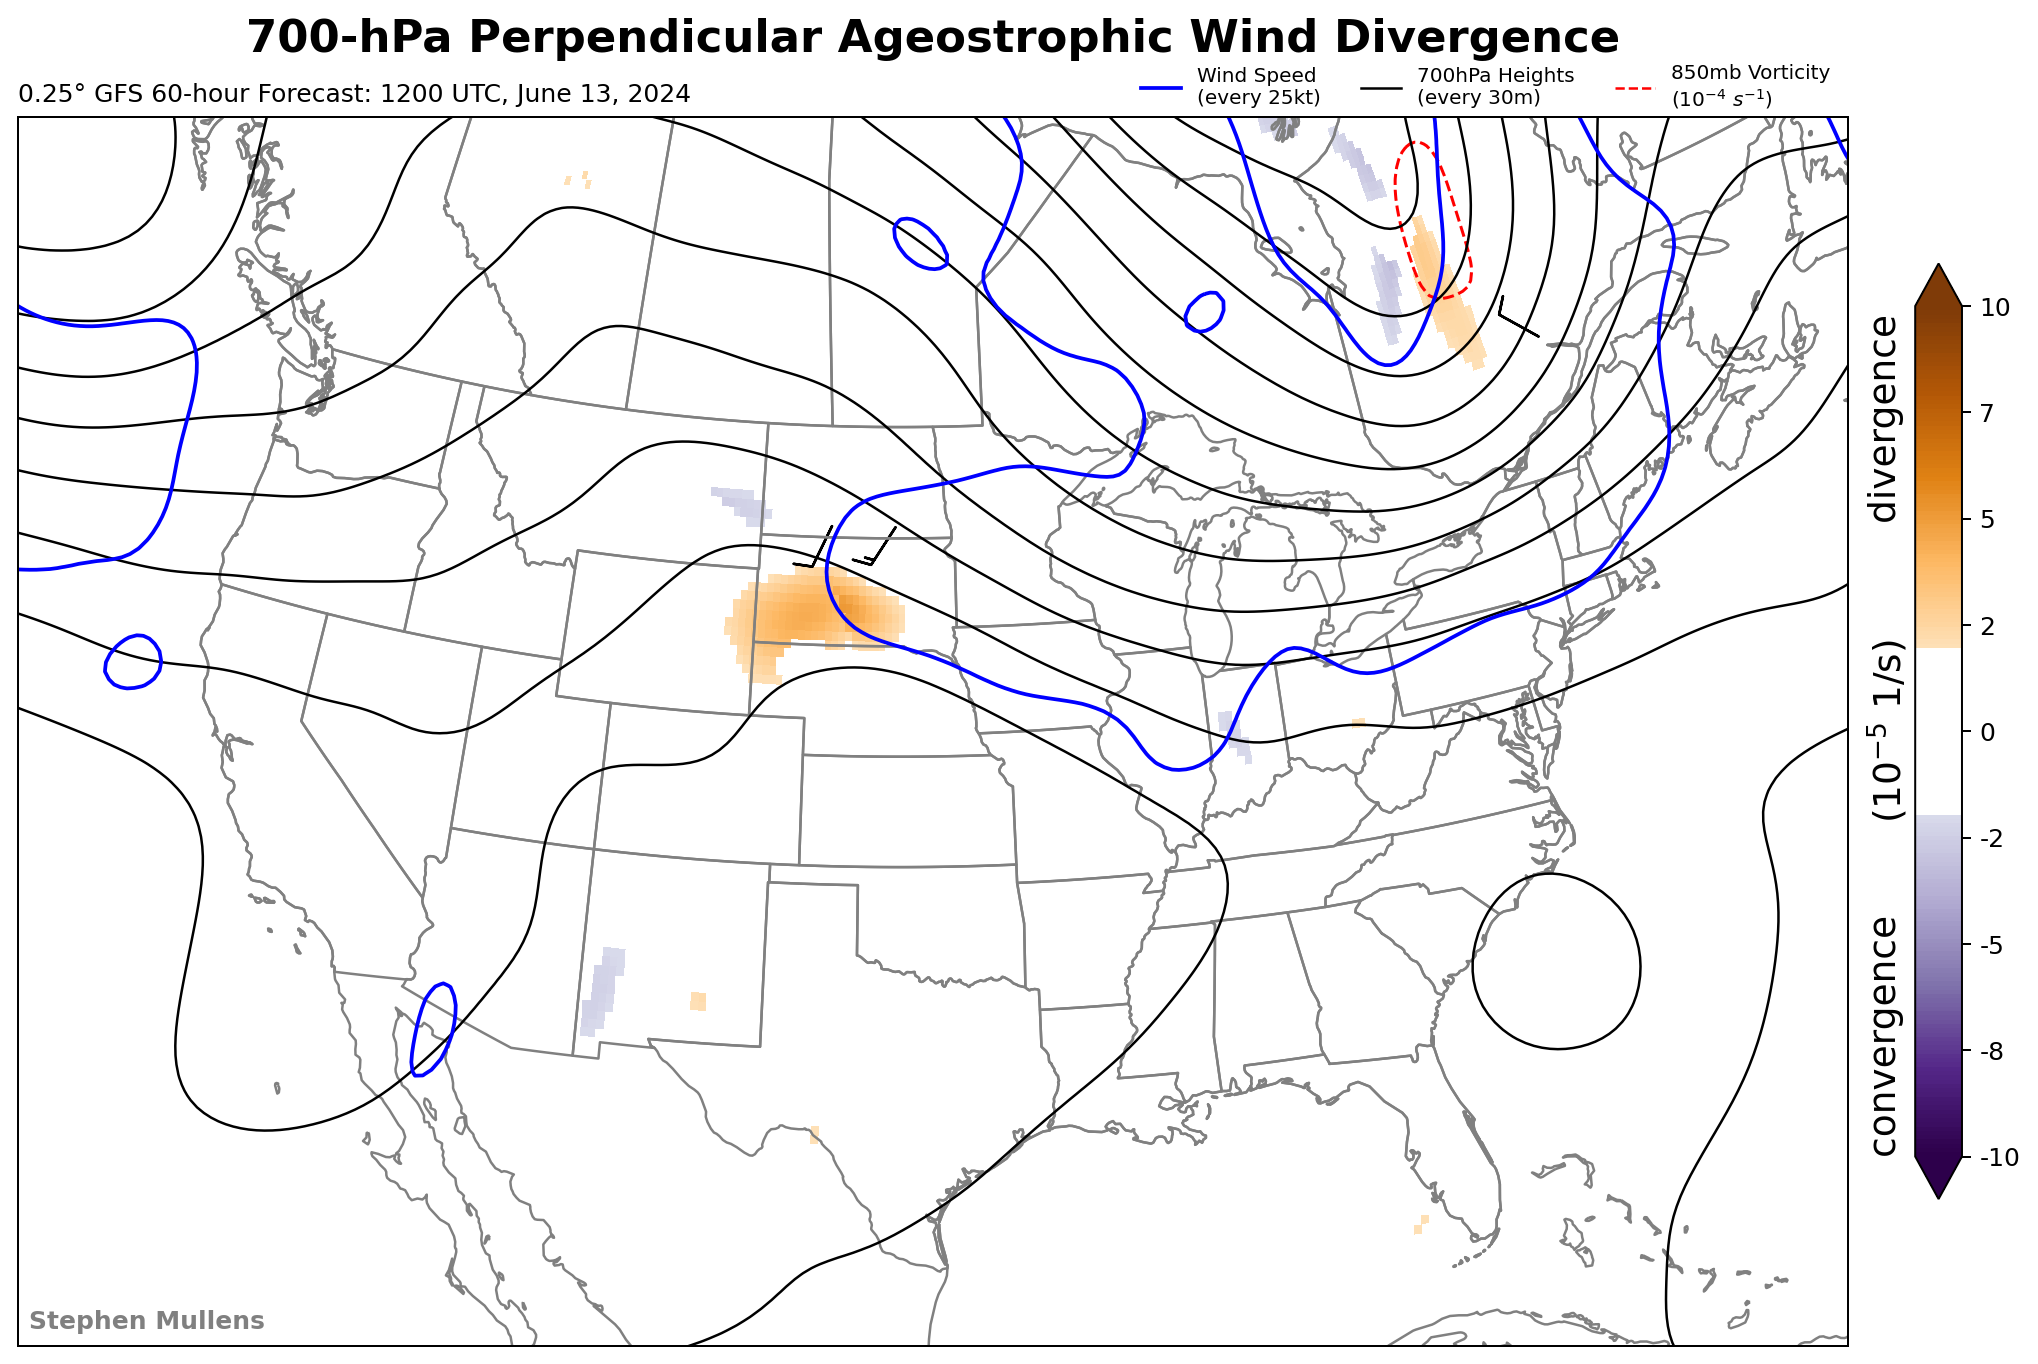 700-hPa Perpendicular Ageostrophic Wind Divergence
0.25° GFS 60-hour Forecast: 1200 UTC, June 13, 2024
Wind Speed
(every 25kt)
700hPa Heights
(every 30m)
850mb Vorticity
(10⁻⁴ s⁻¹)
10
7
5
2
0
-2
-5
-8
-10
convergence (10⁻⁵ 1/s) divergence
Stephen Mullens